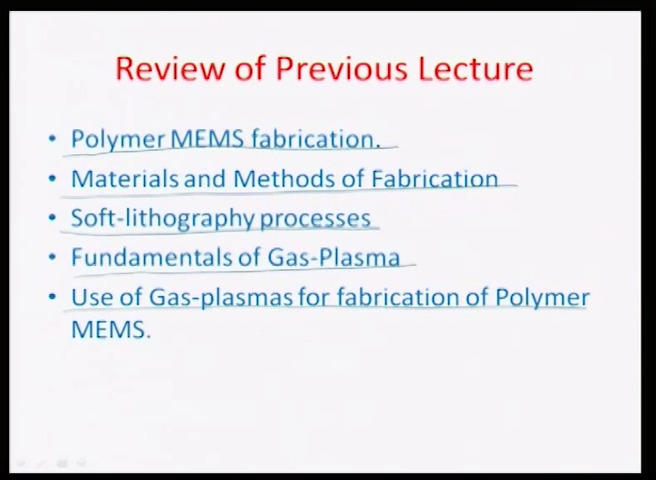 Review of Previous Lecture
• Polymer MEMS fabrication.
• Materials and Methods of Fabrication
• Soft-lithography processes
• Fundamentals of Gas-Plasma
• Use of Gas-plasmas for fabrication of Polymer
MEMS.